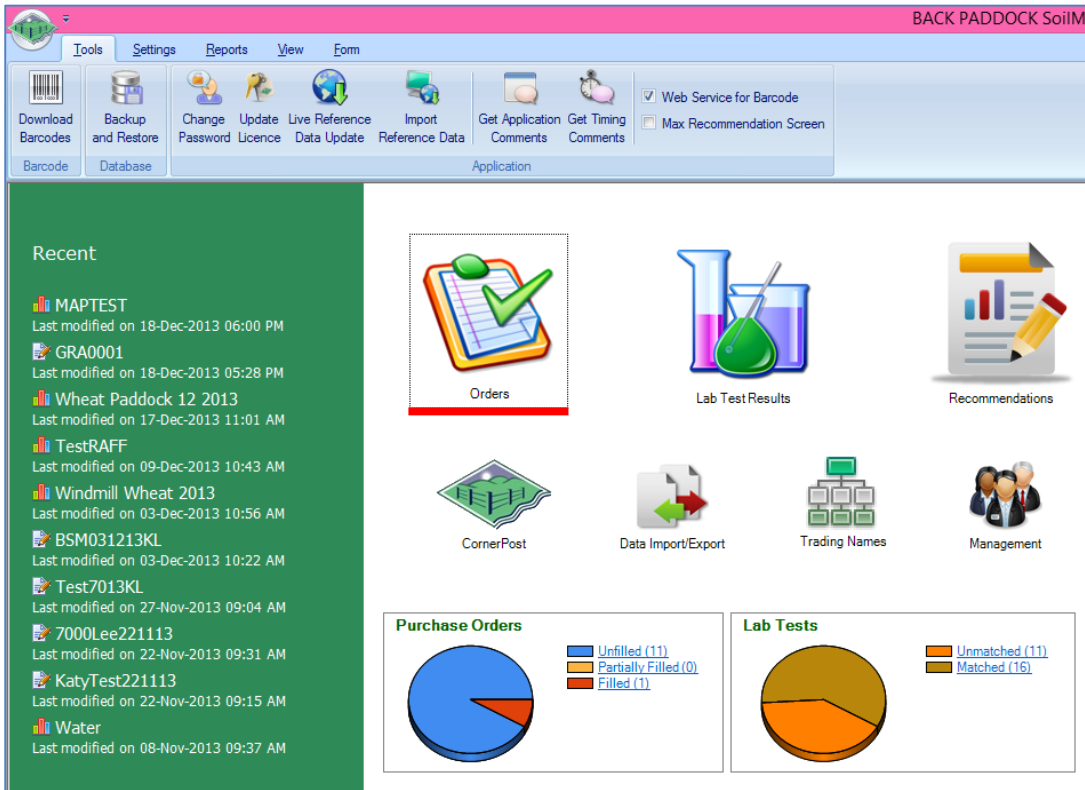 BACK PADDOCK SoilM
Tools Settings Reports View Form
Download Barcodes
Backup and Restore
Change Password
Update Licence
Live Reference Data Update
Import Reference Data
Get Application Comments
Get Timing Comments
Web Service for Barcode
Max Recommendation Screen
Barcode Database Application
Recent
MAPTEST
Last modified on 18-Dec-2013 06:00 PM
GRA0001
Last modified on 18-Dec-2013 05:28 PM
Wheat Paddock 12 2013
Last modified on 17-Dec-2013 11:01 AM
TestRAFF
Last modified on 09-Dec-2013 10:43 AM
Windmill Wheat 2013
Last modified on 03-Dec-2013 10:56 AM
BSM031213KL
Last modified on 03-Dec-2013 10:22 AM
Test7013KL
Last modified on 27-Nov-2013 09:04 AM
7000Lee221113
Last modified on 22-Nov-2013 09:31 AM
KatyTest221113
Last modified on 22-Nov-2013 09:15 AM
Water
Last modified on 08-Nov-2013 09:37 AM
Orders
Lab Test Results
Recommendations
CornerPost
Data Import/Export
Trading Names
Management
Purchase Orders
Unfilled (11)
Partially Filled (0)
Filled (1)
Lab Tests
Unmatched (11)
Matched (16)